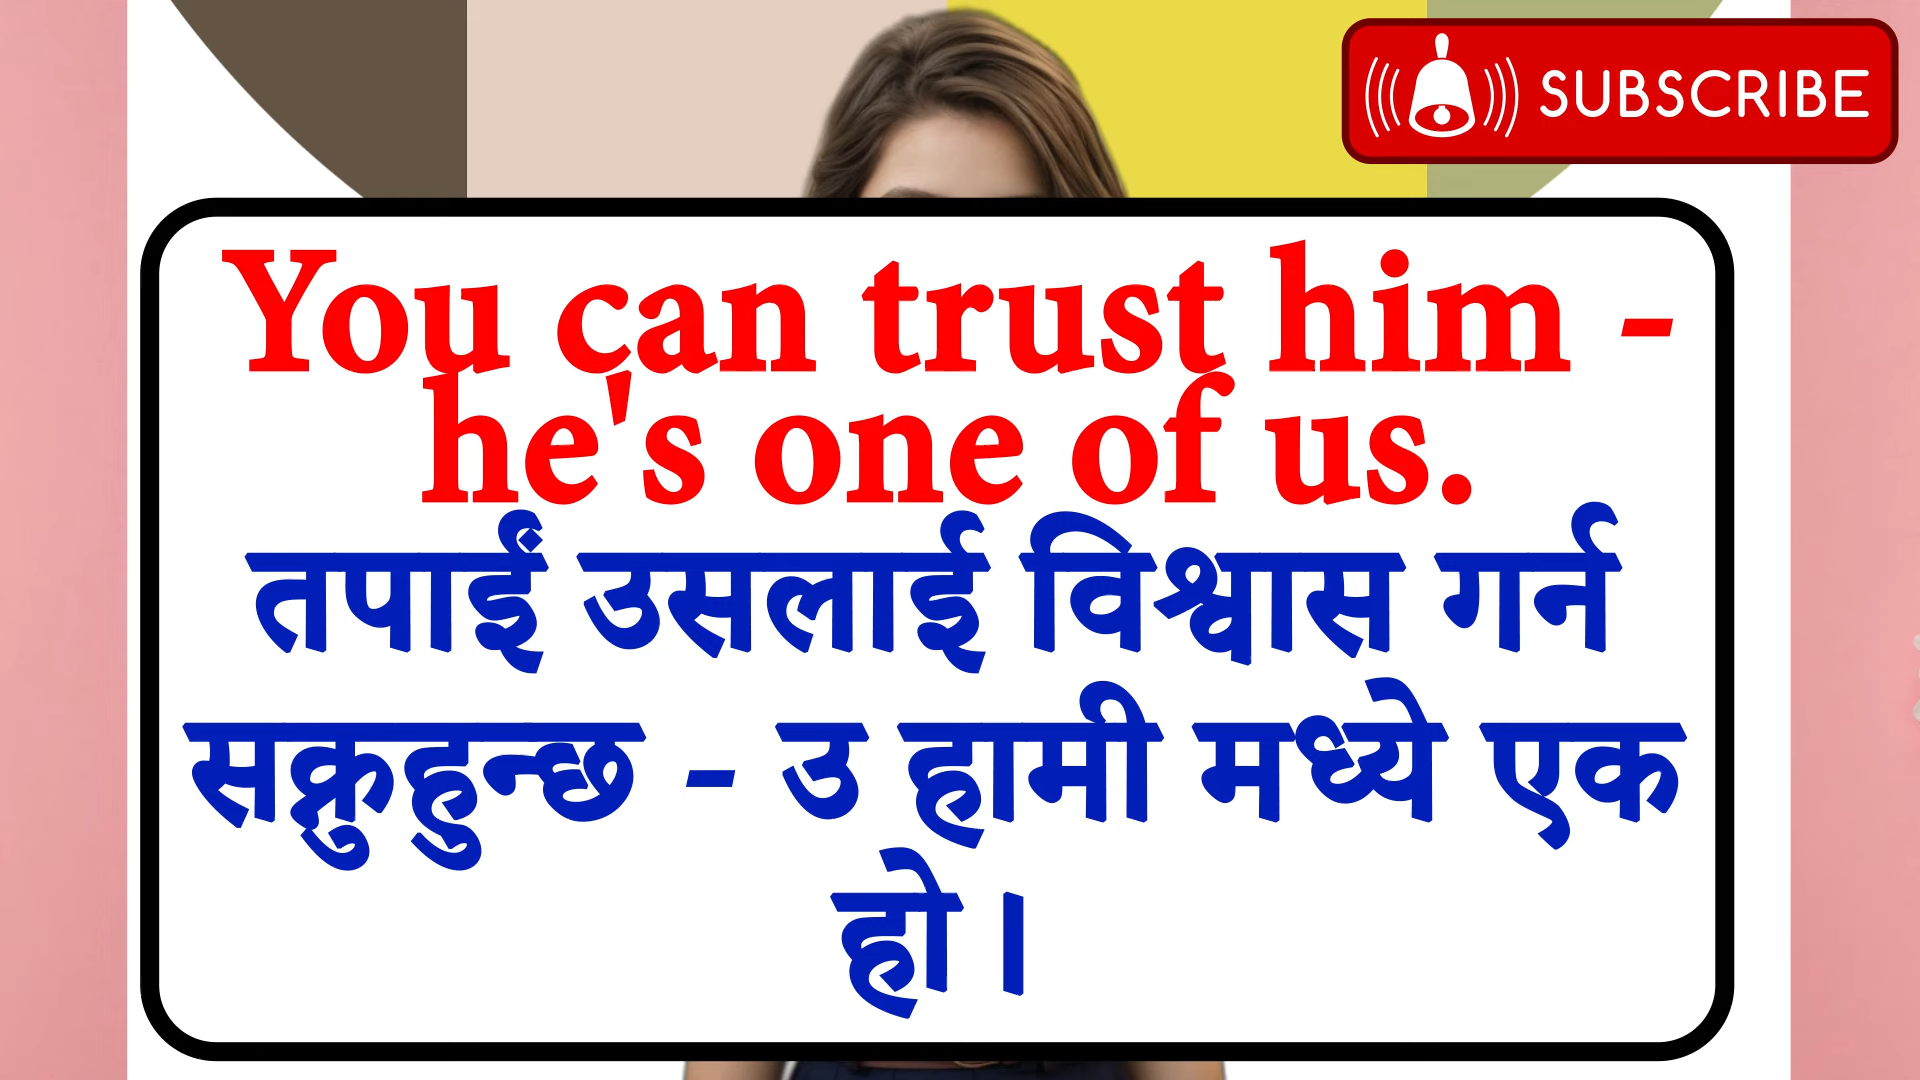 SUBSCRIBE
You can trust him -
he's one of us.
तपाईं उसलाई विश्वास गर्न
सक्नुहुन्छ - उ हामी मध्ये एक
हो।